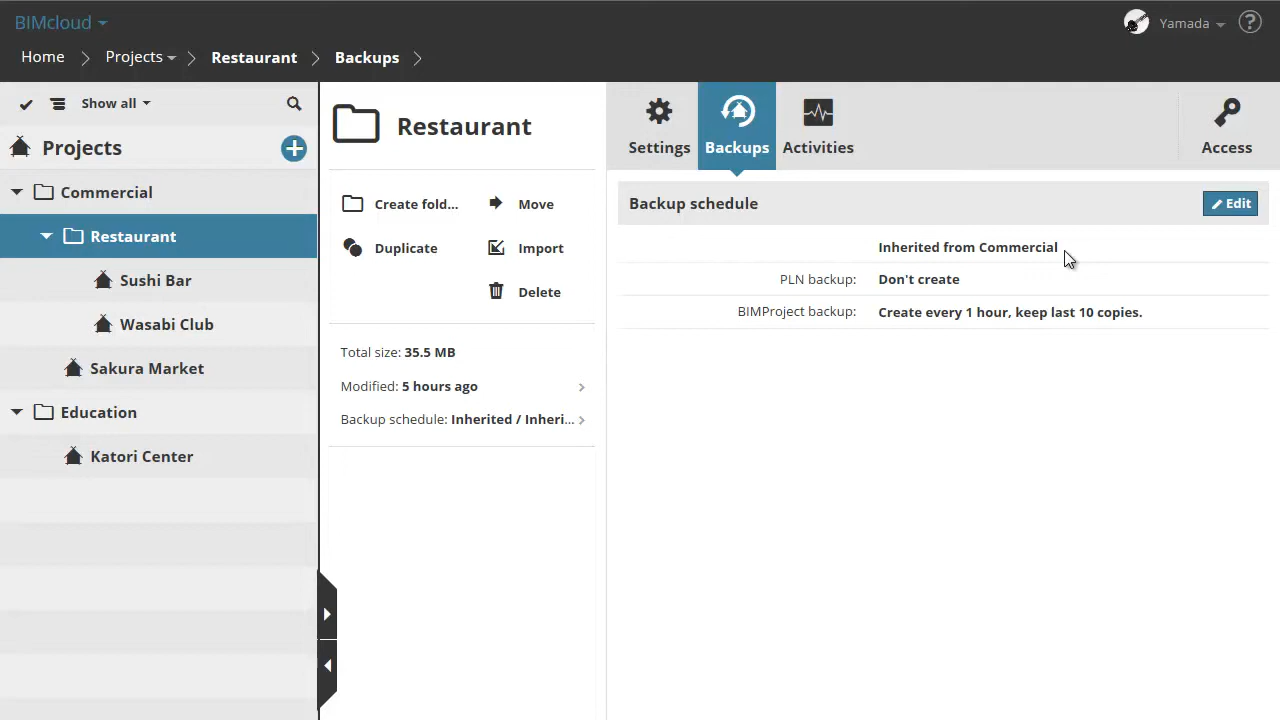 BIMcloud
Yamada
?
Home
Projects
Restaurant
Backups
Show all
Projects
Commercial
Restaurant
Sushi Bar
Wasabi Club
Sakura Market
Education
Katori Center
Restaurant
Create fold...
Move
Duplicate
Import
Delete
Total size: 35.5 MB
Modified: 5 hours ago
Backup schedule: Inherited / Inheri...
Settings
Backups
Activities
Access
Backup schedule
Edit
Inherited from Commercial
PLN backup: Don't create
BIMProject backup: Create every 1 hour, keep last 10 copies.